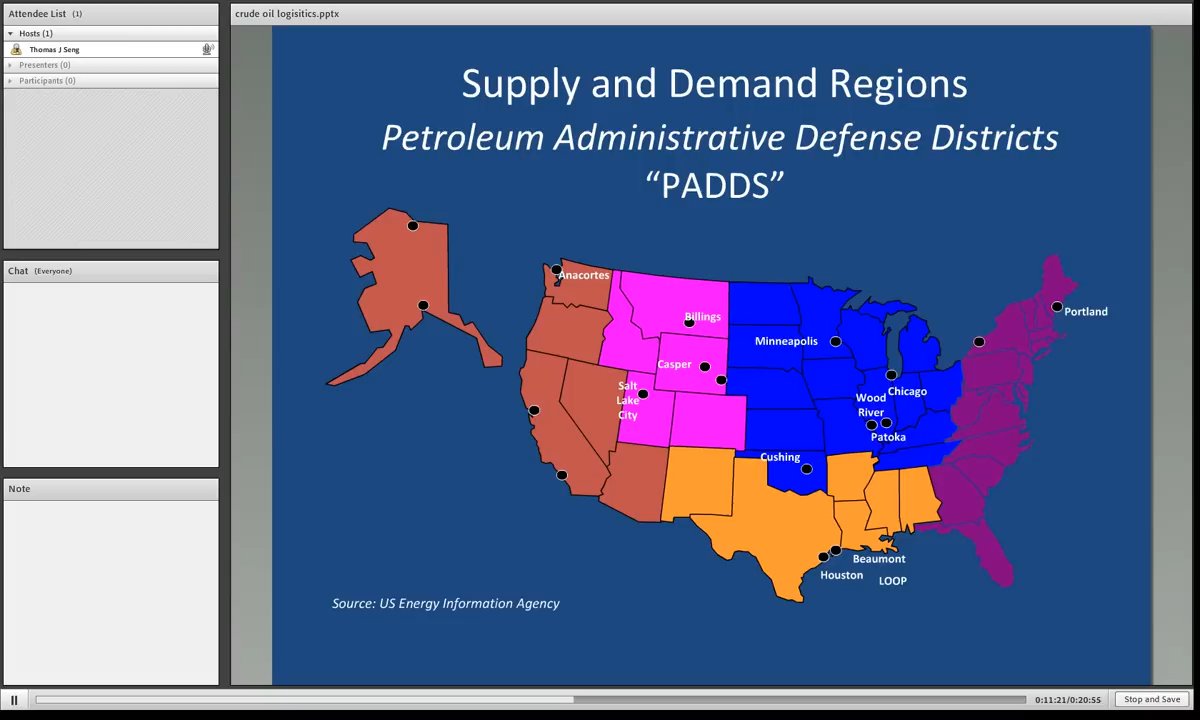 Attendee List (1)
Hosts (1)
Thomas J Seng
Presenters (0)
Participants (0)
Chat (Everyone)
Note
crude oil logisitics.pptx
Supply and Demand Regions
Petroleum Administrative Defense Districts
“PADDS”
Anacortes
Billings
Portland
Minneapolis
Casper
Salt
Lake
City
Chicago
Wood
River
Patoka
Cushing
Beaumont
Houston
LOOP
Source: US Energy Information Agency
0:11:21/0:20:55
Stop and Save